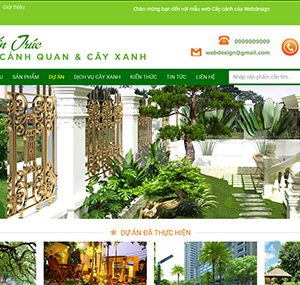 Giới thiệu
Chào mừng bạn đến với mẫu web Cây cảnh của Webdesign
n Trúc
CẢNH QUAN & CÂY XANH
0909009009
webdesign@gmail.com
U SẢN PHẨM DỰ ÁN DỊCH VỤ CÂY XANH KIẾN THỨC TIN TỨC LIÊN HỆ
Nhập sản phẩm cần tìm...
DỰ ÁN ĐÃ THỰC HIỆN